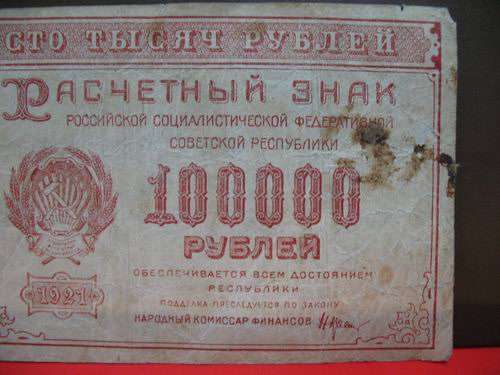 СТО ТЫСЯЧ РУБЛЕЙ
РАСЧЕТНЫЙ ЗНАК
РОССИЙСКОЙ СОЦИАЛИСТИЧЕСКОЙ ФЕДЕРАТИВНОЙ
СОВЕТСКОЙ РЕСПУБЛИКИ
100000
РУБЛЕЙ
ОБЕСПЕЧИВАЕТСЯ ВСЕМ ДОСТОЯНИЕМ
РЕСПУБЛИКИ
1921
ПОДДЕЛКА ПРЕСЛЕДУЕТСЯ ПО ЗАКОНУ
НАРОДНЫЙ КОМИССАР ФИНАНСОВ